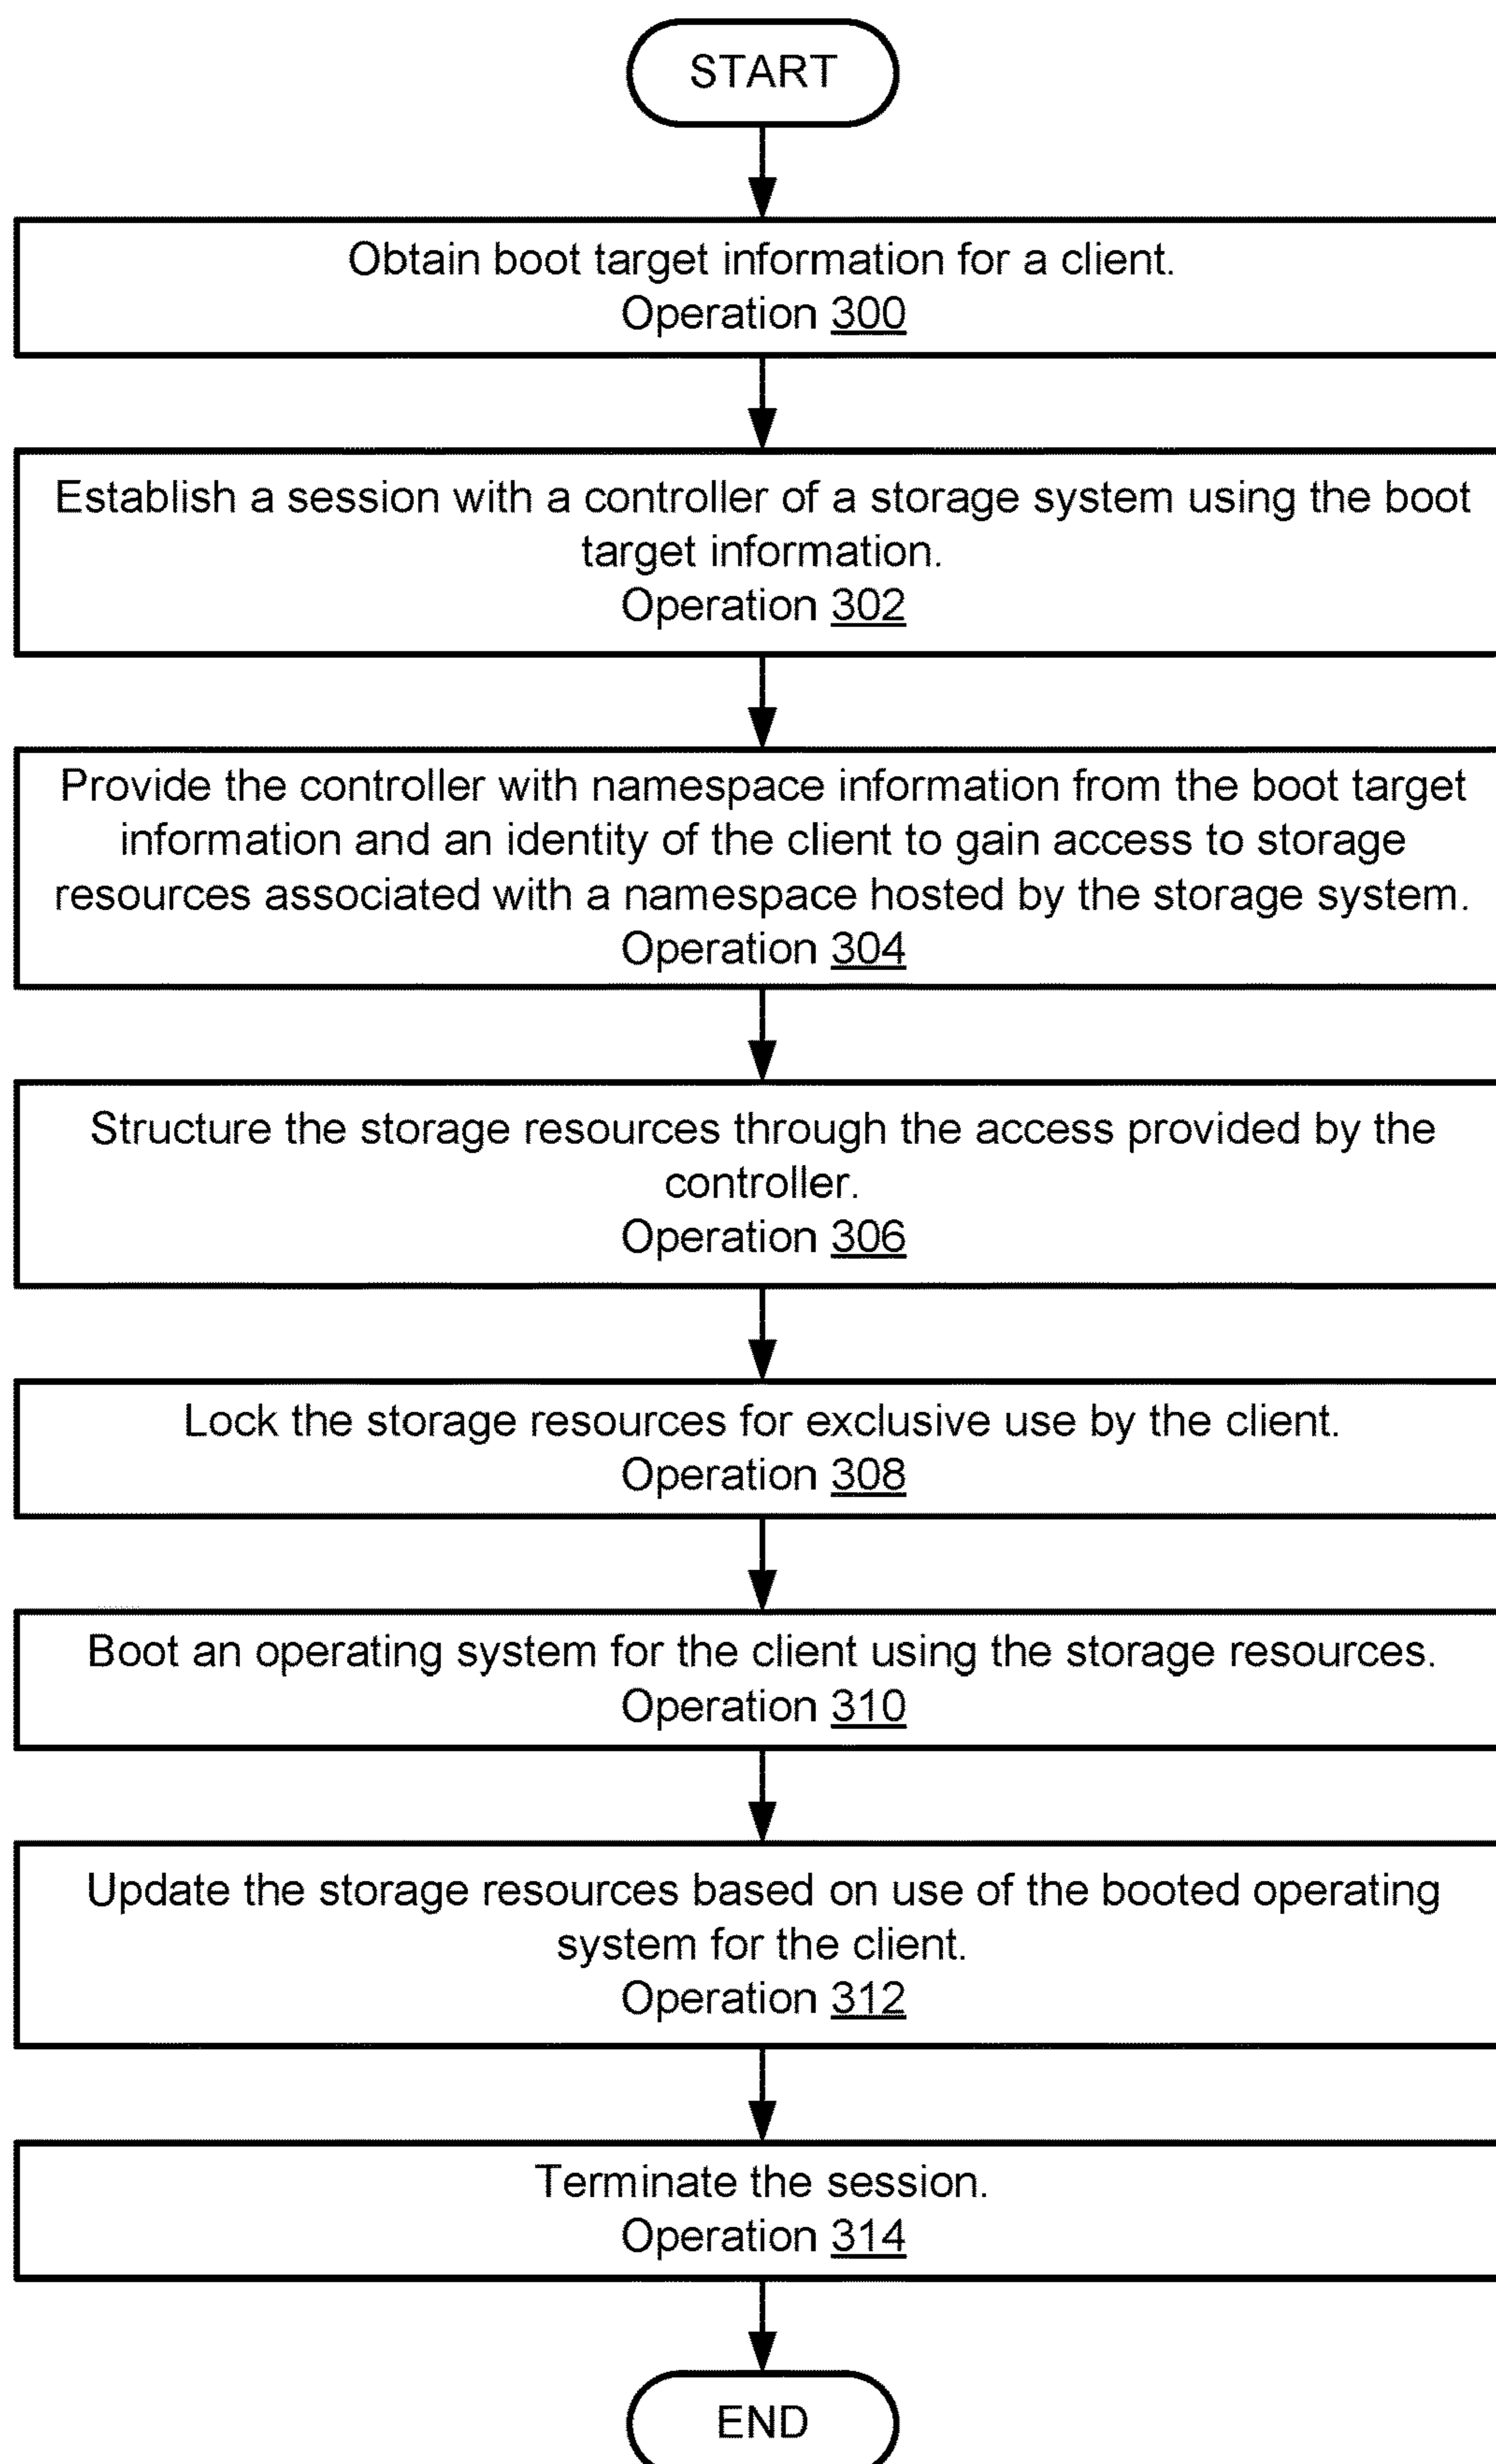 START
Obtain boot target information for a client.
Operation 300
Establish a session with a controller of a storage system using the boot
target information.
Operation 302
Provide the controller with namespace information from the boot target
information and an identity of the client to gain access to storage
resources associated with a namespace hosted by the storage system.
Operation 304
Structure the storage resources through the access provided by the
controller.
Operation 306
Lock the storage resources for exclusive use by the client.
Operation 308
Boot an operating system for the client using the storage resources.
Operation 310
Update the storage resources based on use of the booted operating
system for the client.
Operation 312
Terminate the session.
Operation 314
END